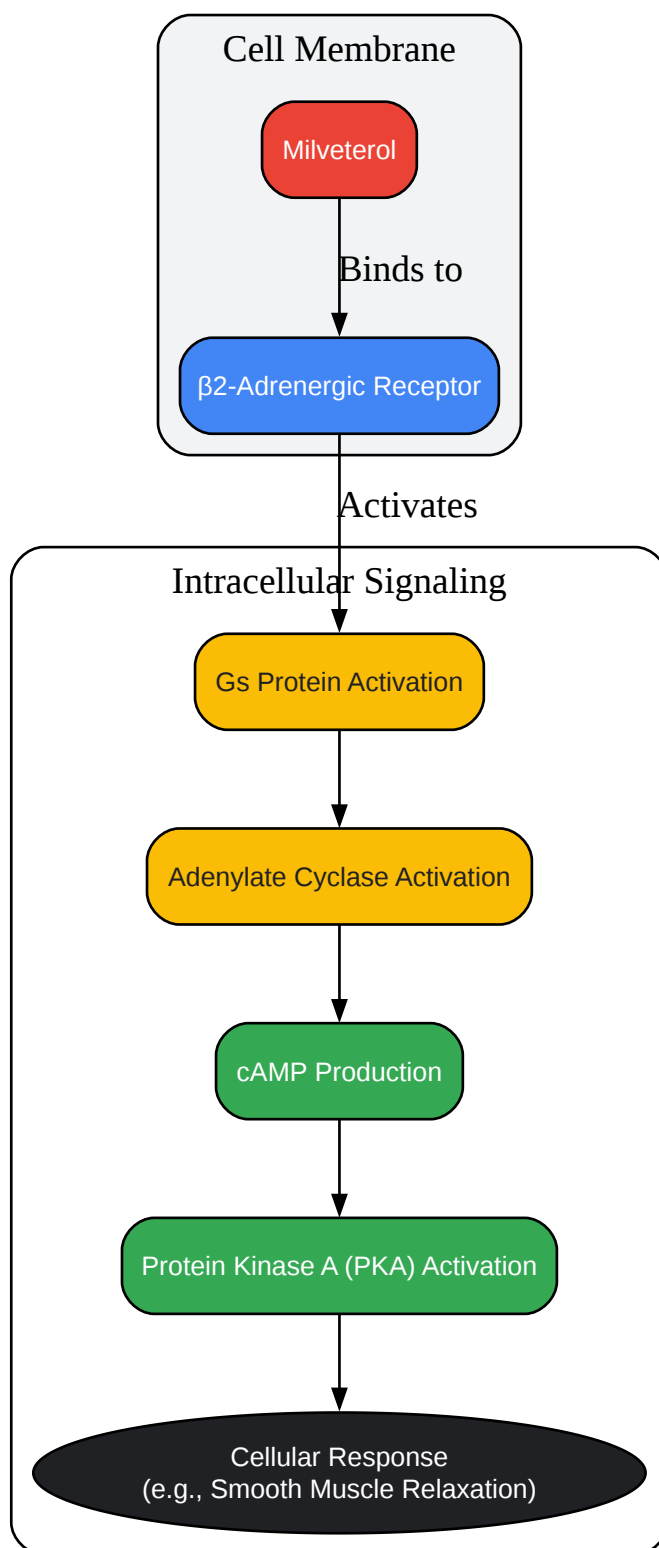 Cell Membrane
Milveterol
Binds to
β2-Adrenergic Receptor
Activates
Intracellular Signaling
Gs Protein Activation
Adenylate Cyclase Activation
cAMP Production
Protein Kinase A (PKA) Activation
Cellular Response
(e.g., Smooth Muscle Relaxation)